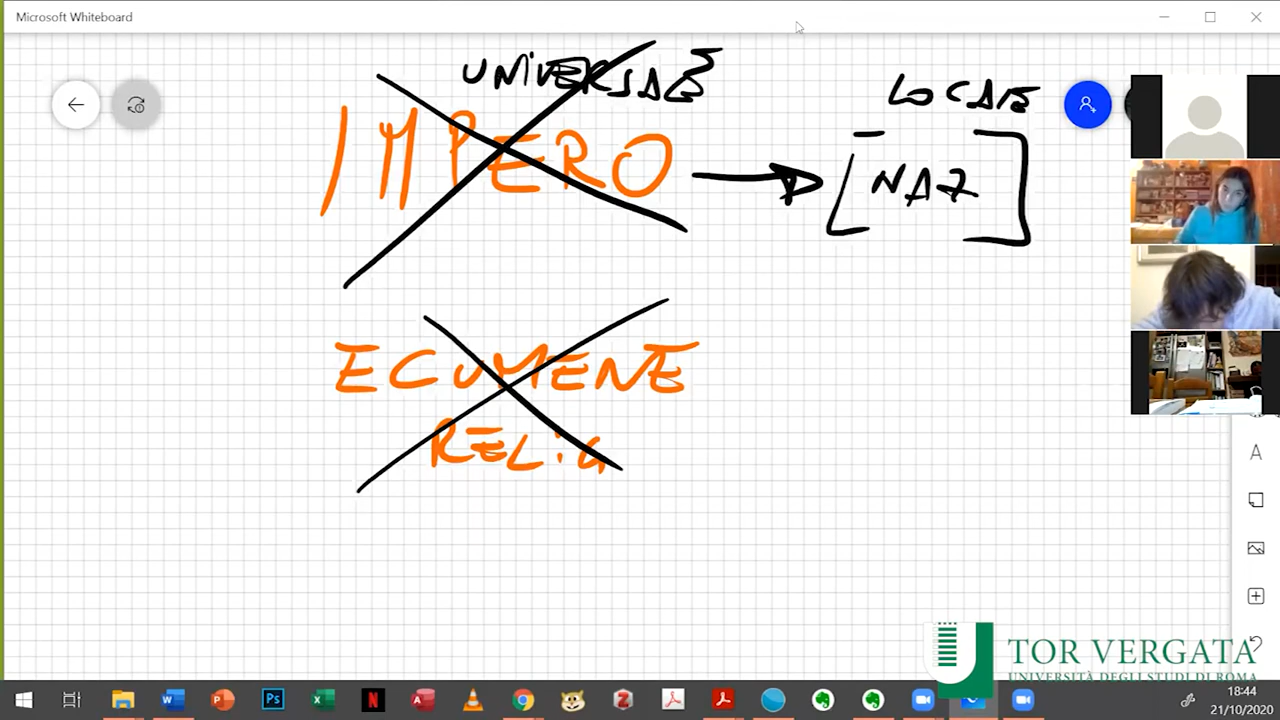 Microsoft Whiteboard
UNIVERSALE
IMPERO
LOCALE
NAZ
ECUMENE
RELIG
TOR VERGATA
UNIVERSITÀ DEGLI STUDI DI ROMA
18:44
21/10/2020